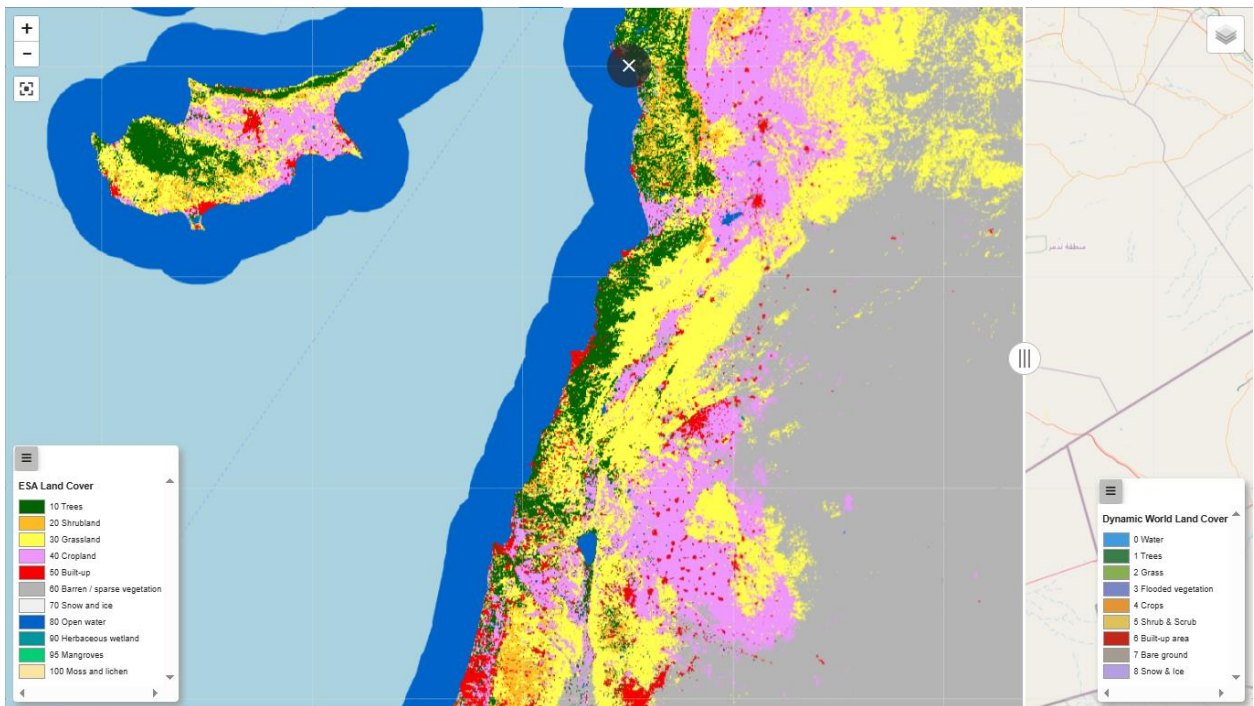 +
−
منطقة تدمر
ESA Land Cover
10 Trees
20 Shrubland
30 Grassland
40 Cropland
50 Built-up
60 Barren / sparse vegetation
70 Snow and ice
80 Open water
90 Herbaceous wetland
95 Mangroves
100 Moss and lichen
Dynamic World Land Cover
0 Water
1 Trees
2 Grass
3 Flooded vegetation
4 Crops
5 Shrub & Scrub
6 Built-up area
7 Bare ground
8 Snow & Ice